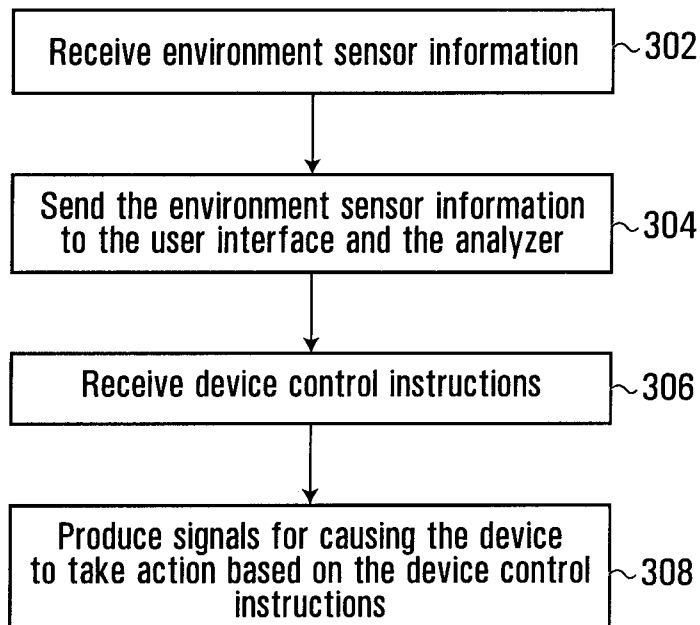 Receive environment sensor information
302
Send the environment sensor information
to the user interface and the analyzer
304
Receive device control instructions
306
Produce signals for causing the device
to take action based on the device control
instructions
308